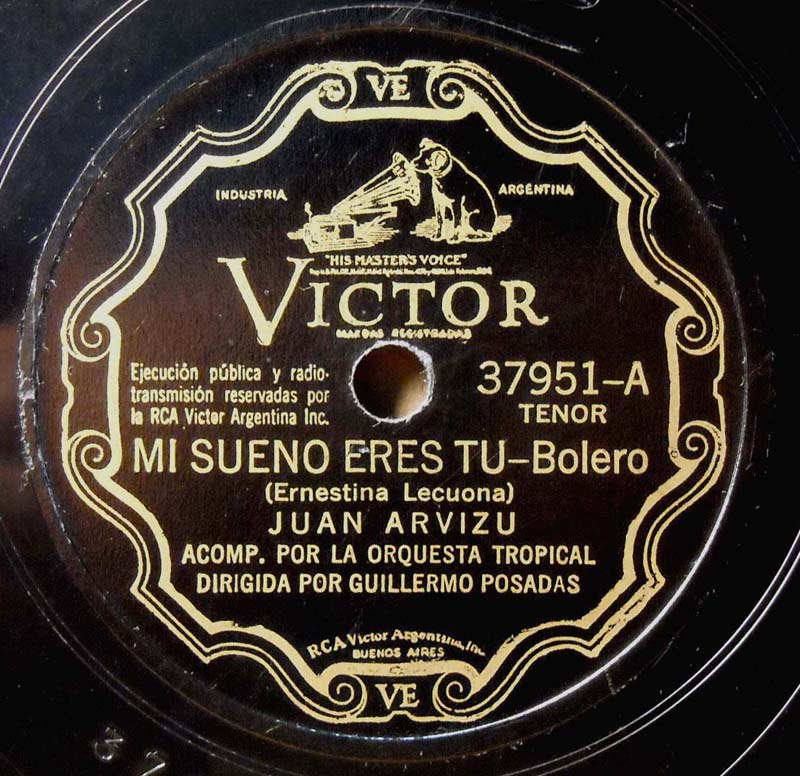 VE
INDUSTRIA ARGENTINA
"HIS MASTER'S VOICE"
VICTOR
MARCAS REGISTRADAS
Ejecución pública y radio-
transmisión reservadas por
la RCA Victor Argentina Inc.
37951-A
TENOR
MI SUENO ERES TU-Bolero
(Ernestina Lecuona)
JUAN ARVIZU
ACOMP. POR LA ORQUESTA TROPICAL
DIRIGIDA POR GUILLERMO POSADAS
RCA Victor Argentina, Inc.
BUENOS AIRES
VE
37